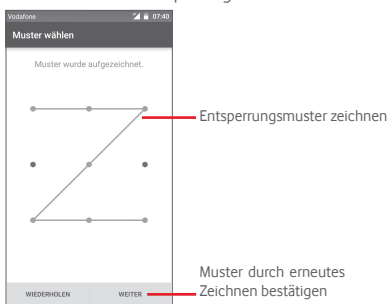 Vodafone 07:40
Muster wählen
Muster wurde aufgezeichnet.
Entsperrungsmuster zeichnen
Muster durch erneutes
Zeichnen bestätigen
WIEDERHOLEN WEITER